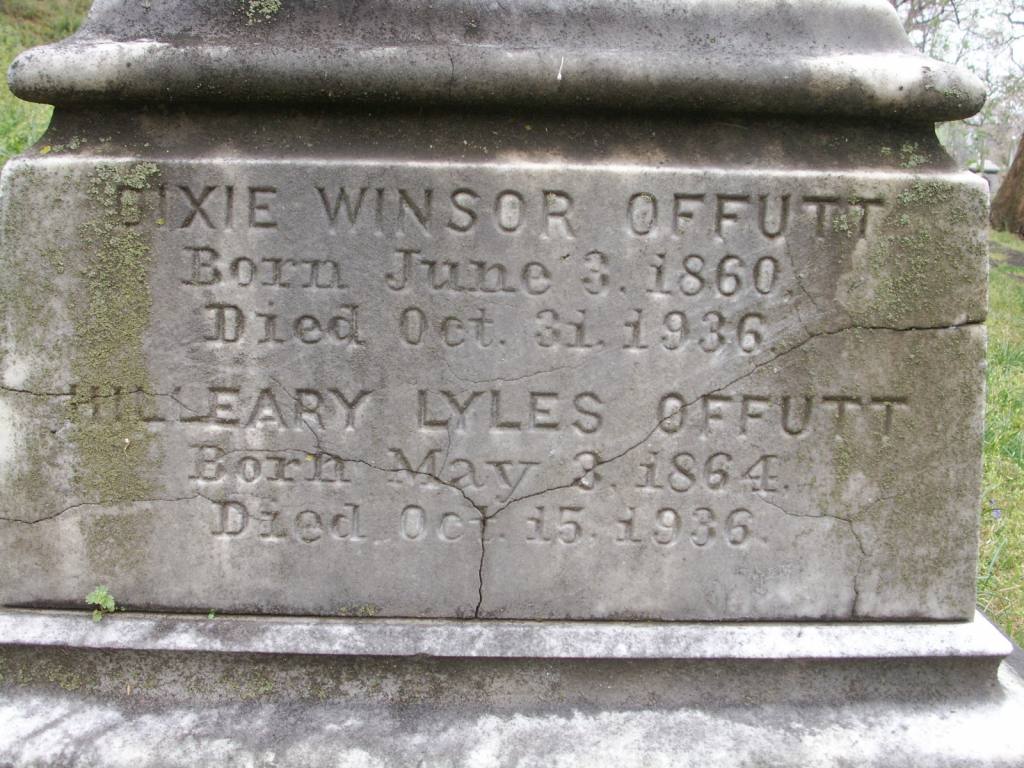 DIXIE WINSOR OFFUTT
Born June 3. 1860.
Died Oct. 31. 1936.
HILLEARY LYLES OFFUTT
Born May 3. 1864.
Died Oct. 15. 1936.